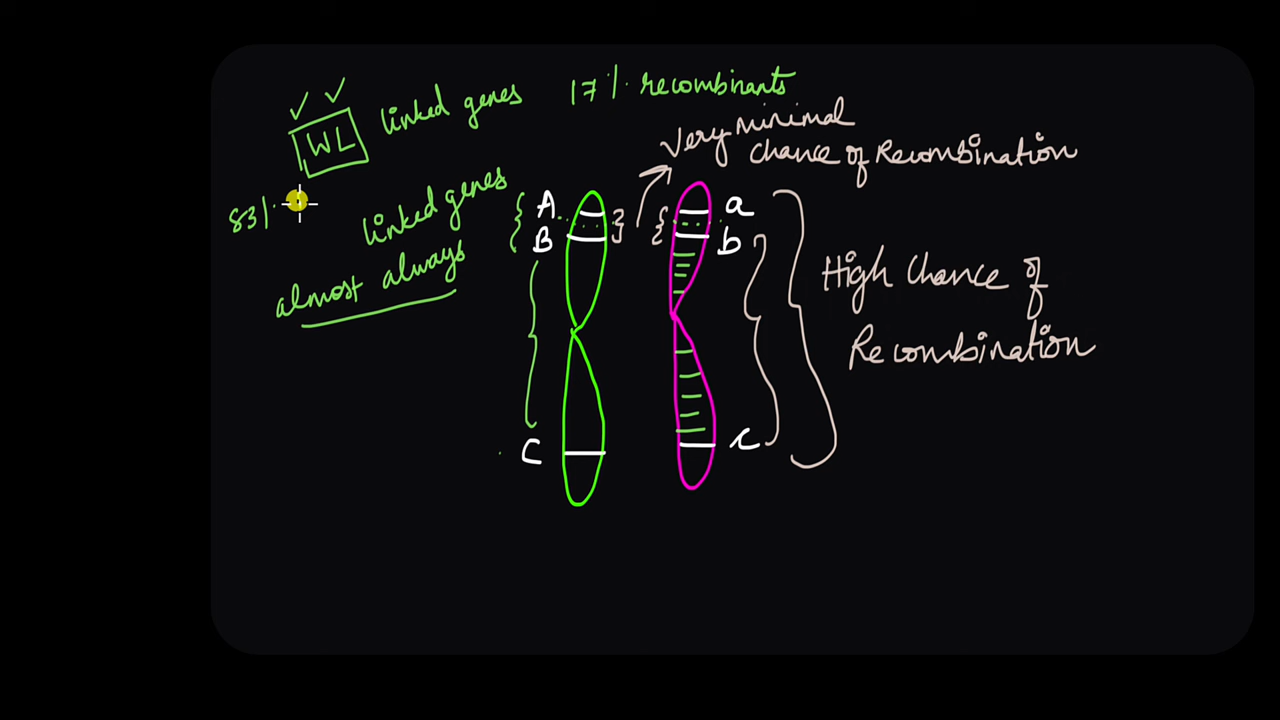 WL linked genes 17% recombinants
Very minimal
chance of Recombination
83%
linked genes
almost always
A
B
C
a
b
c
High Chance of
Recombination